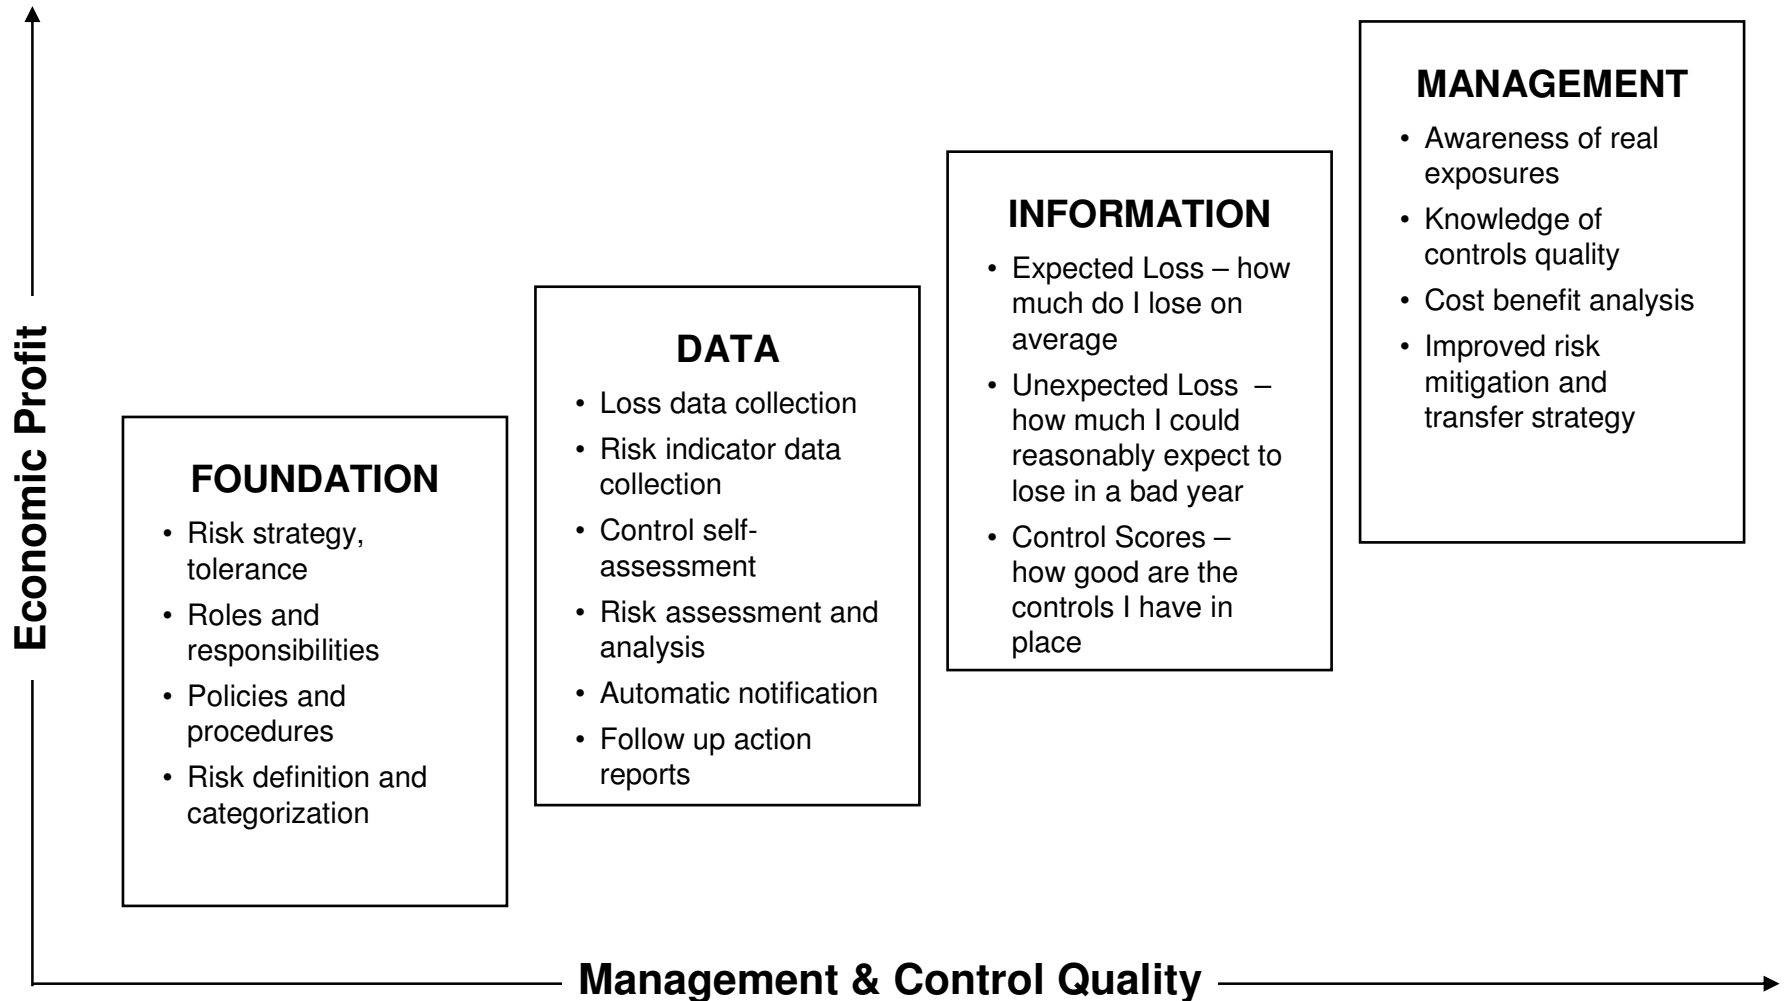 Economic Profit
FOUNDATION
• Risk strategy,
tolerance
• Roles and
responsibilities
• Policies and
procedures
• Risk definition and
categorization
DATA
• Loss data collection
• Risk indicator data
collection
• Control self-
assessment
• Risk assessment and
analysis
• Automatic notification
• Follow up action
reports
INFORMATION
• Expected Loss – how
much do I lose on
average
• Unexpected Loss –
how much I could
reasonably expect to
lose in a bad year
• Control Scores –
how good are the
controls I have in
place
MANAGEMENT
• Awareness of real
exposures
• Knowledge of
controls quality
• Cost benefit analysis
• Improved risk
mitigation and
transfer strategy
Management & Control Quality